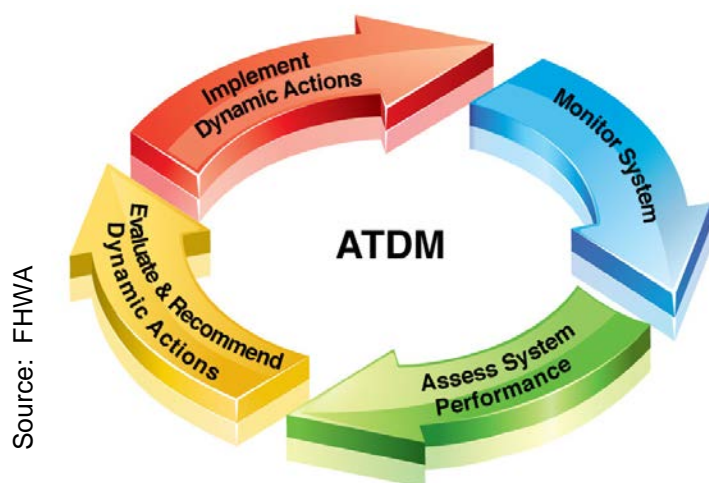 Implement
Dynamic Actions
Monitor System
ATDM
Evaluate & Recommend
Dynamic Actions
Assess System
Performance
Source: FHWA